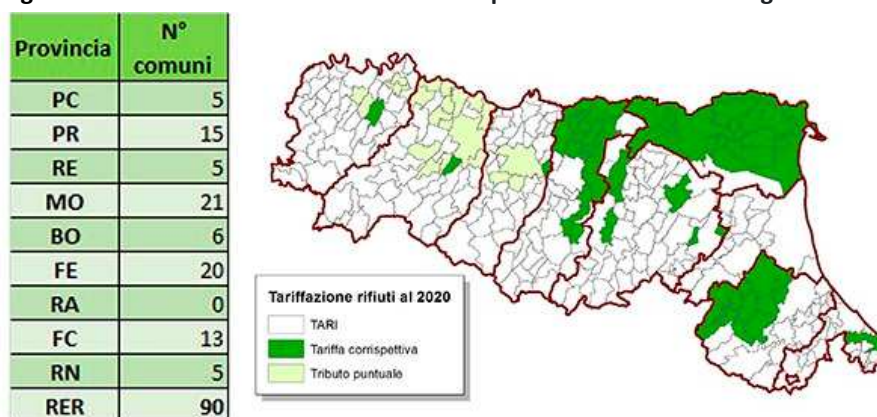 Provincia N° comuni
PC 5
PR 15
RE 5
MO 21
BO 6
FE 20
RA 0
FC 13
RN 5
RER 90
Tariffazione rifiuti al 2020
TARI
Tariffa corrispettiva
Tributo puntuale